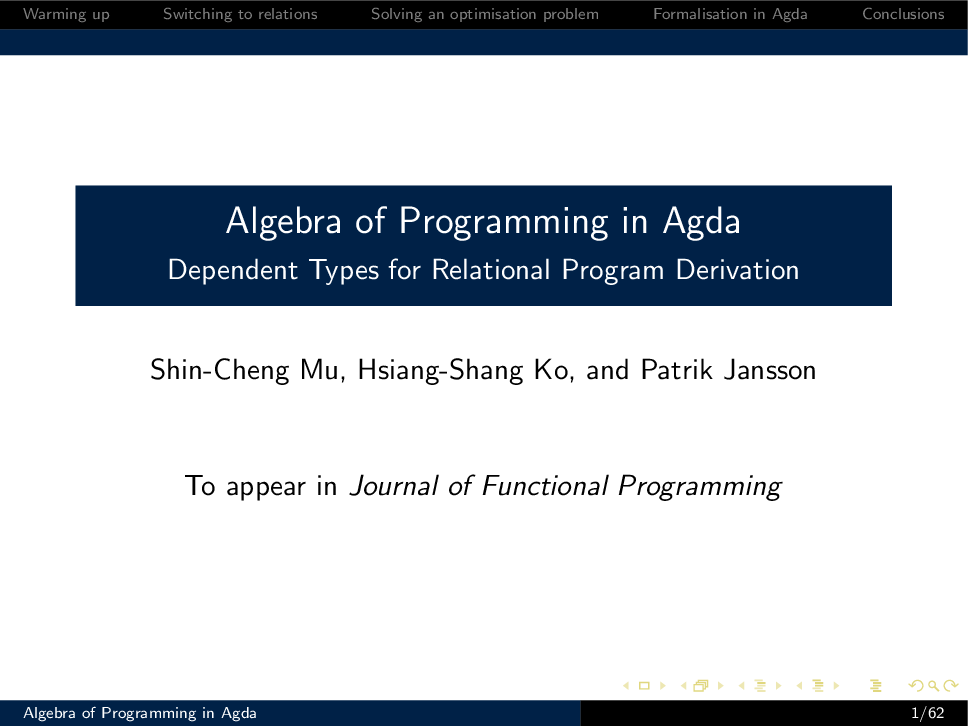 Warming up Switching to relations Solving an optimisation problem Formalisation in Agda Conclusions
Algebra of Programming in Agda
Dependent Types for Relational Program Derivation
Shin-Cheng Mu, Hsiang-Shang Ko, and Patrik Jansson
To appear in Journal of Functional Programming
Algebra of Programming in Agda 1/62